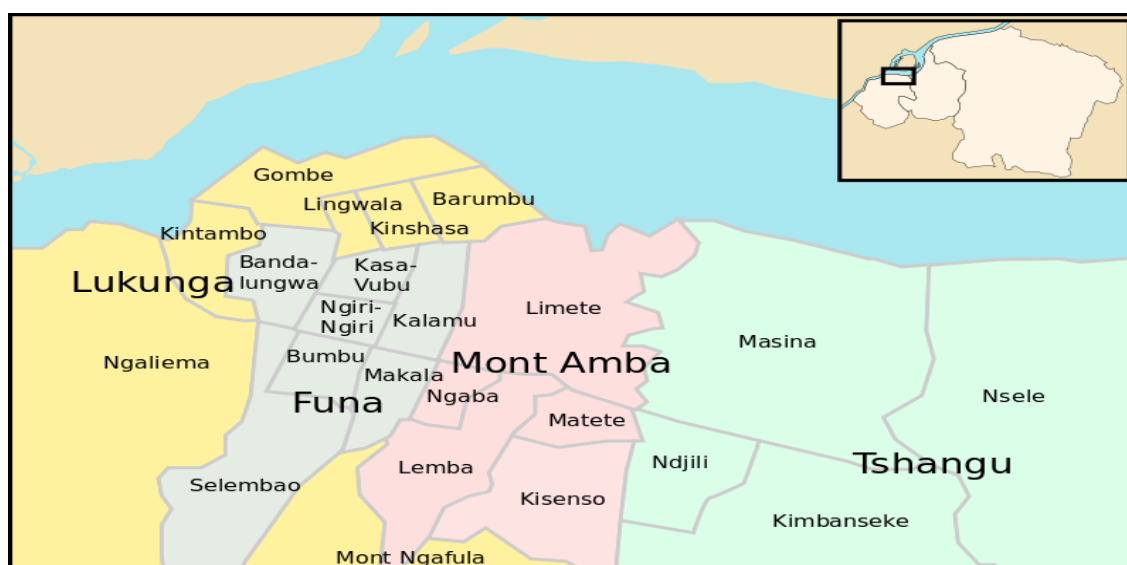 Gombe
Lingwala
Barumbu
Kintambo
Kinshasa
Banda-
lungwa
Kasa-
Vubu
Lukunga
Ngiri-
Ngiri
Kalamu
Limete
Masina
Ngaliema
Bumbu
Makala
Mont Amba
Ngaba
Funa
Nsele
Matete
Lemba
Ndjili
Tshangu
Selembao
Kisenso
Kimbanseke
Mont Ngafula